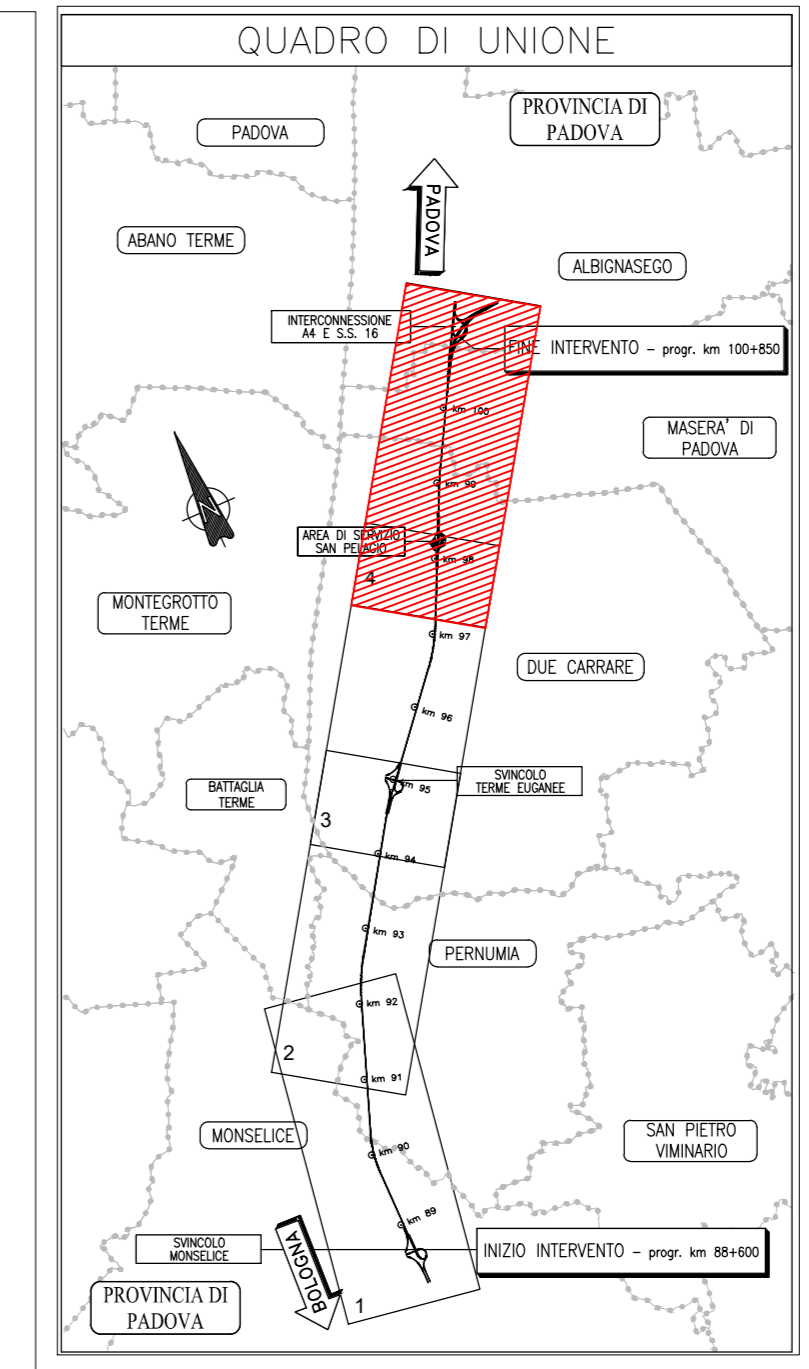 QUADRO DI UNIONE
PROVINCIA DI
PADOVA
PADOVA
PADOVA
ABANO TERME
ALBIGNASEGO
INTERCONNESSIONE
A4 E S.S. 16
FINE INTERVENTO – progr. km 100+850
km 100
MASERA' DI
PADOVA
km 99
AREA DI SERVIZIO
SAN PELAGIO
km 98
4
MONTEGROTTO
TERME
km 97
DUE CARRARE
km 96
SVINCOLO
TERME EUGANEE
BATTAGLIA
TERME
km 95
3
km 94
km 93
PERNUMIA
km 92
2
km 91
MONSELICE
SAN PIETRO
VIMINARIO
km 90
km 89
SVINCOLO
MONSELICE
BOLOGNA
INIZIO INTERVENTO – progr. km 88+600
PROVINCIA DI
PADOVA
1